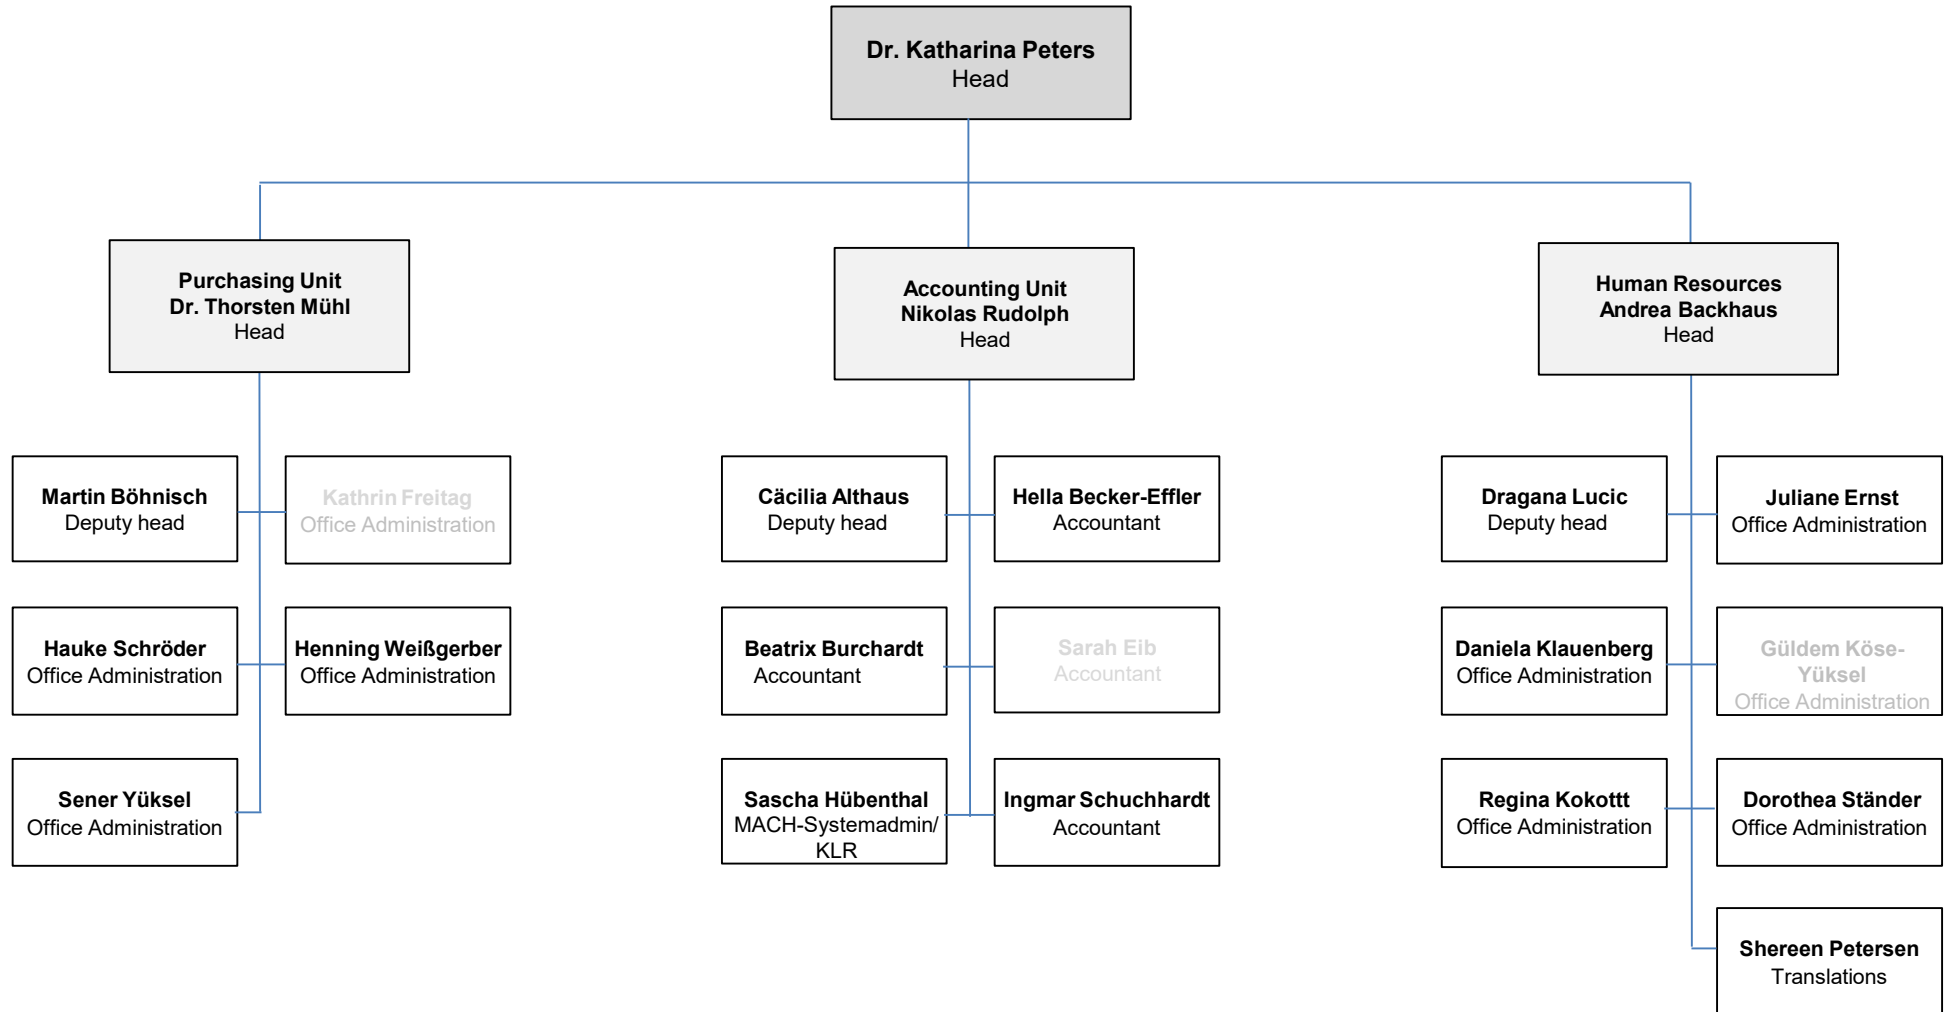 Dr. Katharina Peters
Head
Purchasing Unit
Dr. Thorsten Mühl
Head
Accounting Unit
Nikolas Rudolph
Head
Human Resources
Andrea Backhaus
Head
Martin Böhnisch
Deputy head
Kathrin Freitag
Office Administration
Cäcilia Althaus
Deputy head
Hella Becker-Effler
Accountant
Dragana Lucic
Deputy head
Juliane Ernst
Office Administration
Hauke Schröder
Office Administration
Henning Weißgerber
Office Administration
Beatrix Burchardt
Accountant
Sarah Eib
Accountant
Daniela Klauenberg
Office Administration
Güldem Köse-
Yüksel
Office Administration
Sener Yüksel
Office Administration
Sascha Hübenthal
MACH-Systemadmin/
KLR
Ingmar Schuchhardt
Accountant
Regina Kokottt
Office Administration
Dorothea Ständer
Office Administration
Shereen Petersen
Translations